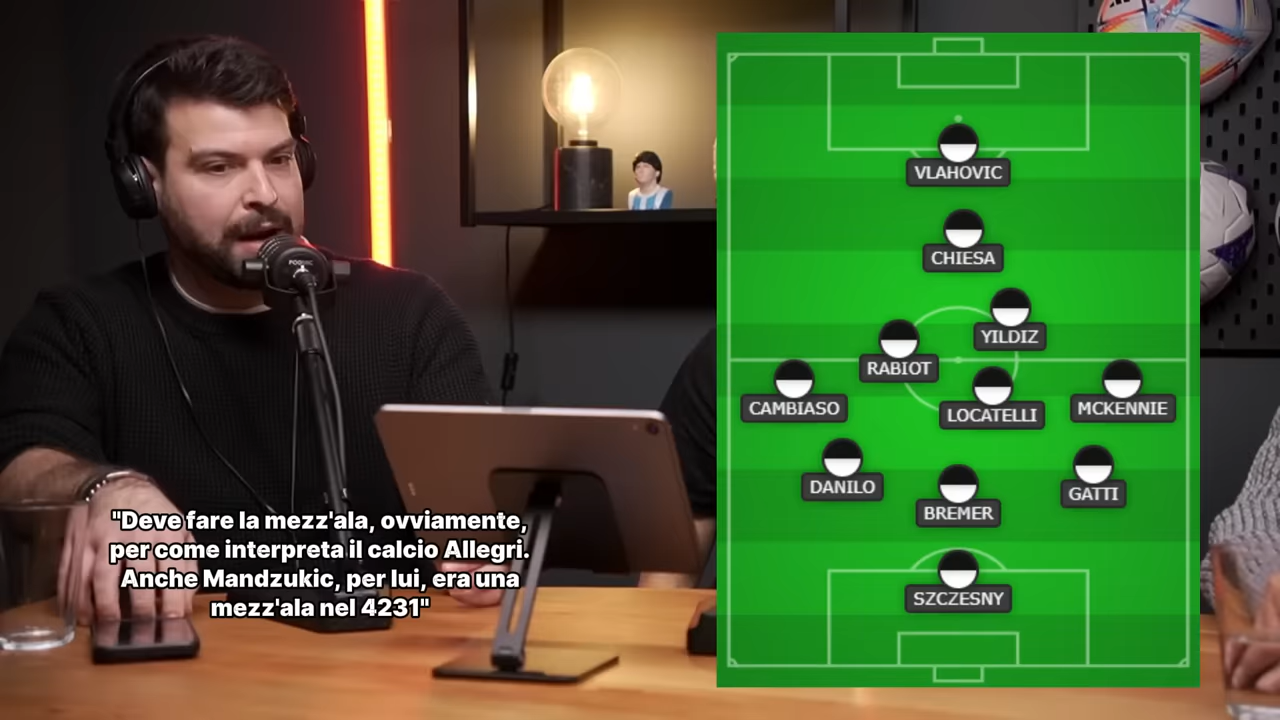 VLAHOVIC
CHIESA
YILDIZ
RABIOT
CAMBIASO
LOCATELLI
MCKENNIE
DANILO
GATTI
BREMER
SZCZESNY
"Deve fare la mezz'ala, ovviamente,
per come interpreta il calcio Allegri.
Anche Mandzukic, per lui, era una
mezz'ala nel 4231"